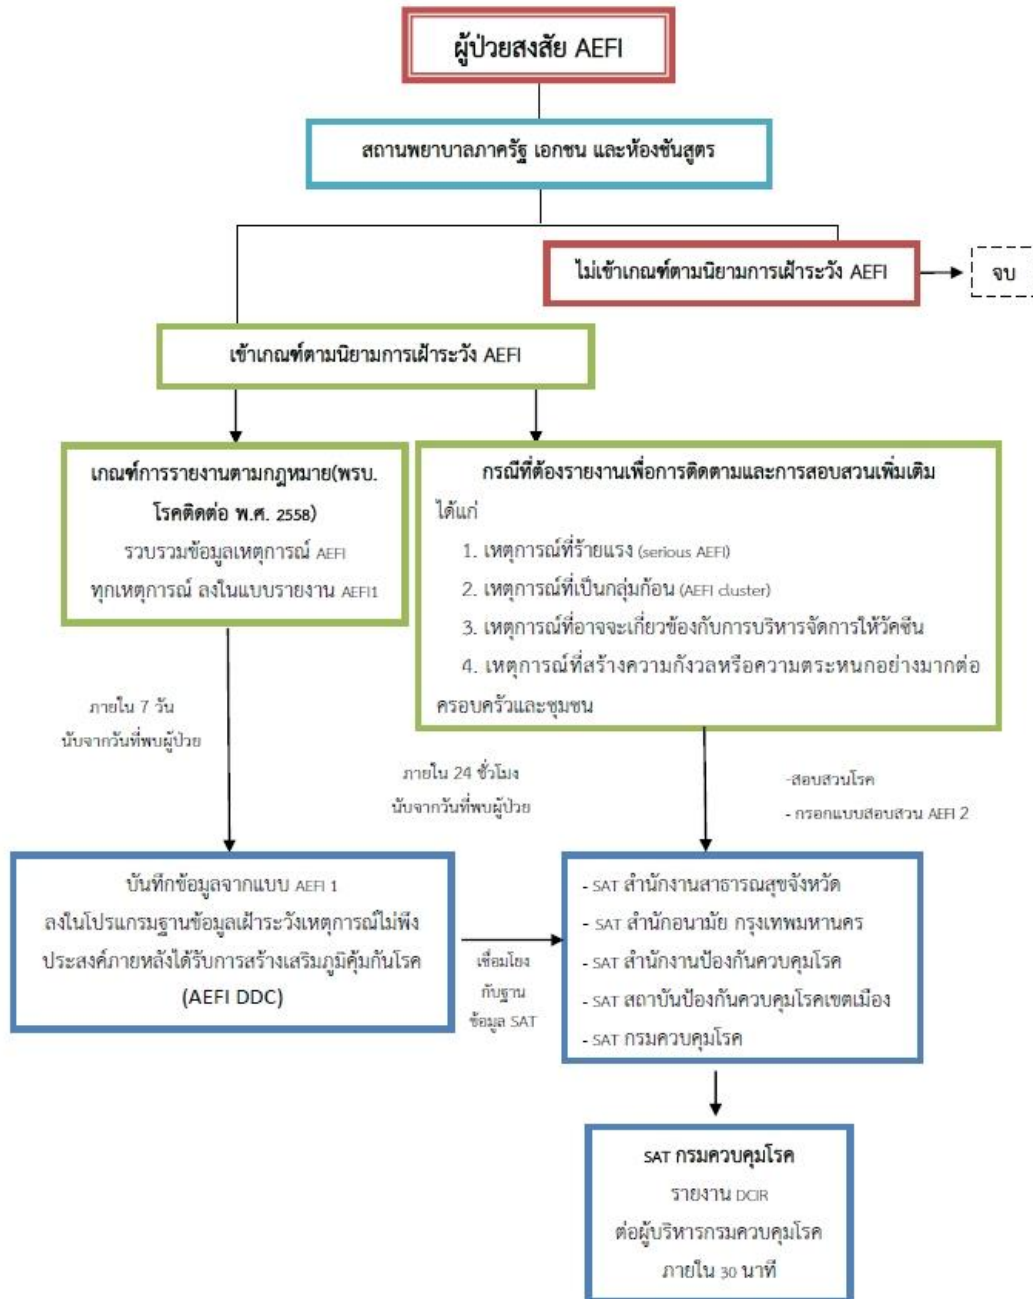 ผู้ป่วยสงสัย AEFI
สถานพยาบาลภาครัฐ เอกชน และห้องชันสูตร
ไม่เข้าเกณฑ์ตามนิยามการเฝ้าระวัง AEFI
จบ
เข้าเกณฑ์ตามนิยามการเฝ้าระวัง AEFI
เกณฑ์การรายงานตามกฎหมาย(พรบ.
โรคติดต่อ พ.ศ. 2558)
รวบรวมข้อมูลเหตุการณ์ AEFI
ทุกเหตุการณ์ ลงในแบบรายงาน AEFI1
กรณีที่ต้องรายงานเพื่อการติดตามและการสอบสวนเพิ่มเติม
ได้แก่
1. เหตุการณ์ที่ร้ายแรง (serious AEFI)
2. เหตุการณ์ที่เป็นกลุ่มก้อน (AEFI cluster)
3. เหตุการณ์ที่อาจจะเกี่ยวข้องกับการบริหารจัดการให้วัคซีน
4. เหตุการณ์ที่สร้างความกังวลหรือความตระหนกอย่างมากต่อ
ครอบครัวและชุมชน
ภายใน 7 วัน
นับจากวันที่พบผู้ป่วย
ภายใน 24 ชั่วโมง
นับจากวันที่พบผู้ป่วย
-สอบสวนโรค
- กรอกแบบสอบสวน AEFI 2
บันทึกข้อมูลจากแบบ AEFI 1
ลงในโปรแกรมฐานข้อมูลเฝ้าระวังเหตุการณ์ไม่พึง
ประสงค์ภายหลังได้รับการสร้างเสริมภูมิคุ้มกันโรค
(AEFI DDC)
เชื่อมโยง
กับฐาน
ข้อมูล SAT
- SAT สำนักงานสาธารณสุขจังหวัด
- SAT สำนักอนามัย กรุงเทพมหานคร
- SAT สำนักงานป้องกันควบคุมโรค
- SAT สถาบันป้องกันควบคุมโรคเขตเมือง
- SAT กรมควบคุมโรค
SAT กรมควบคุมโรค
รายงาน DCIR
ต่อผู้บริหารกรมควบคุมโรค
ภายใน 30 นาที